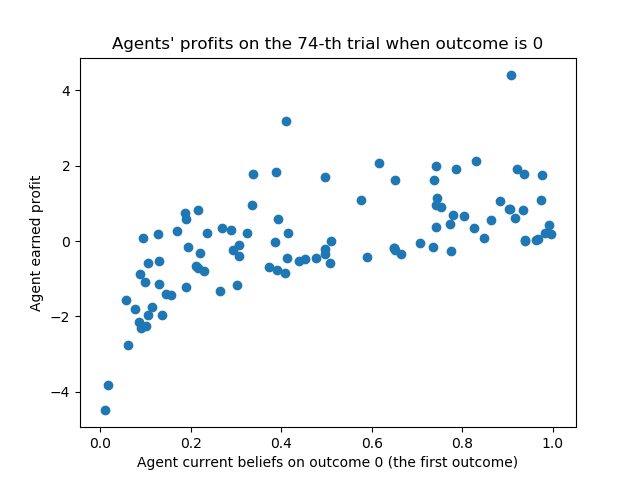 Agents' profits on the 74-th trial when outcome is 0
Agent earned profit
4
2
0
−2
−4
0.0 0.2 0.4 0.6 0.8 1.0
Agent current beliefs on outcome 0 (the first outcome)